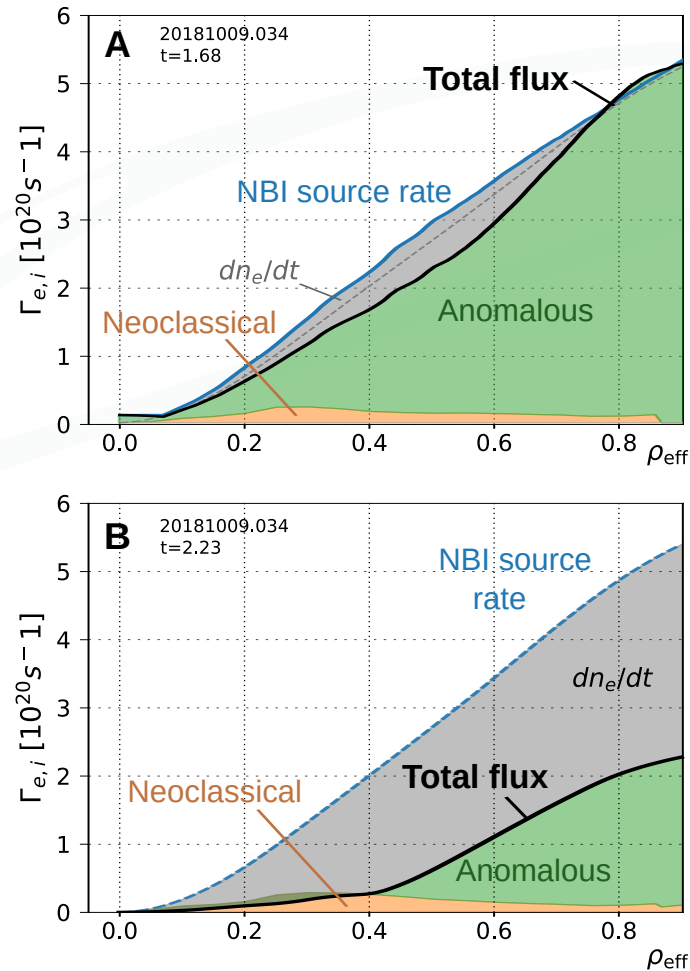 A
20181009.034
t=1.68
Total flux
NBI source rate
dn_e/dt
Neoclassical
Anomalous
Γ_{e,i} [10^{20}s^{-1}]
6
5
4
3
2
1
0
0.0 0.2 0.4 0.6 0.8
ρ_eff
B
20181009.034
t=2.23
NBI source
rate
dn_e/dt
Neoclassical
Total flux
Anomalous
Γ_{e,i} [10^{20}s^{-1}]
6
5
4
3
2
1
0
0.0 0.2 0.4 0.6 0.8
ρ_eff